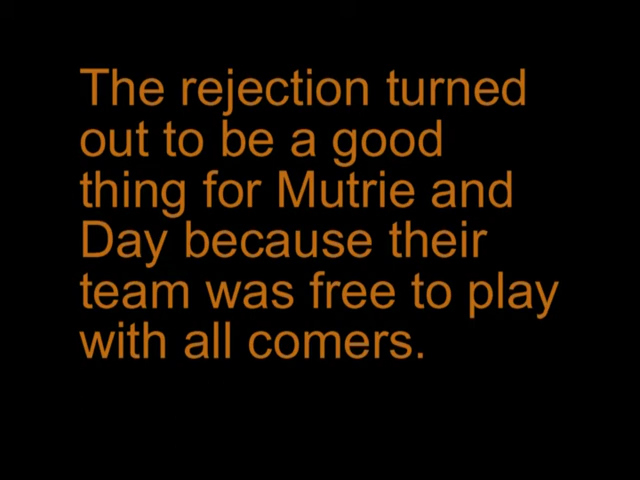 The rejection turned
out to be a good
thing for Mutrie and
Day because their
team was free to play
with all comers.